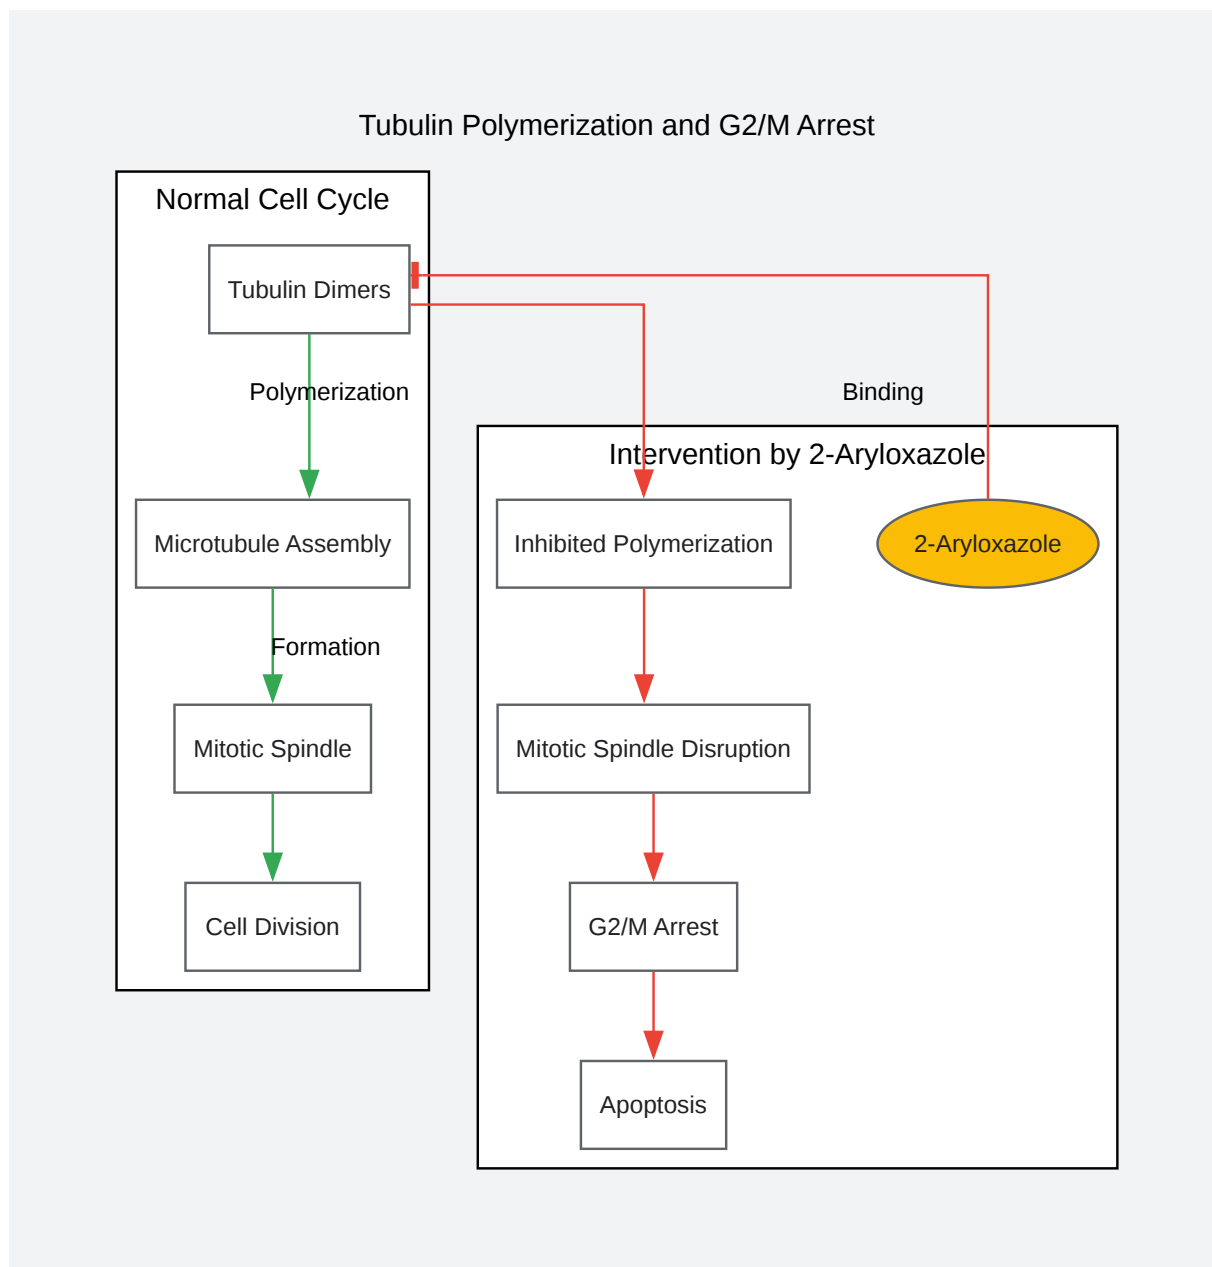 Tubulin Polymerization and G2/M Arrest
Normal Cell Cycle
Tubulin Dimers
Polymerization
Microtubule Assembly
Formation
Mitotic Spindle
Cell Division
Binding
Intervention by 2-Aryloxazole
Inhibited Polymerization
2-Aryloxazole
Mitotic Spindle Disruption
G2/M Arrest
Apoptosis